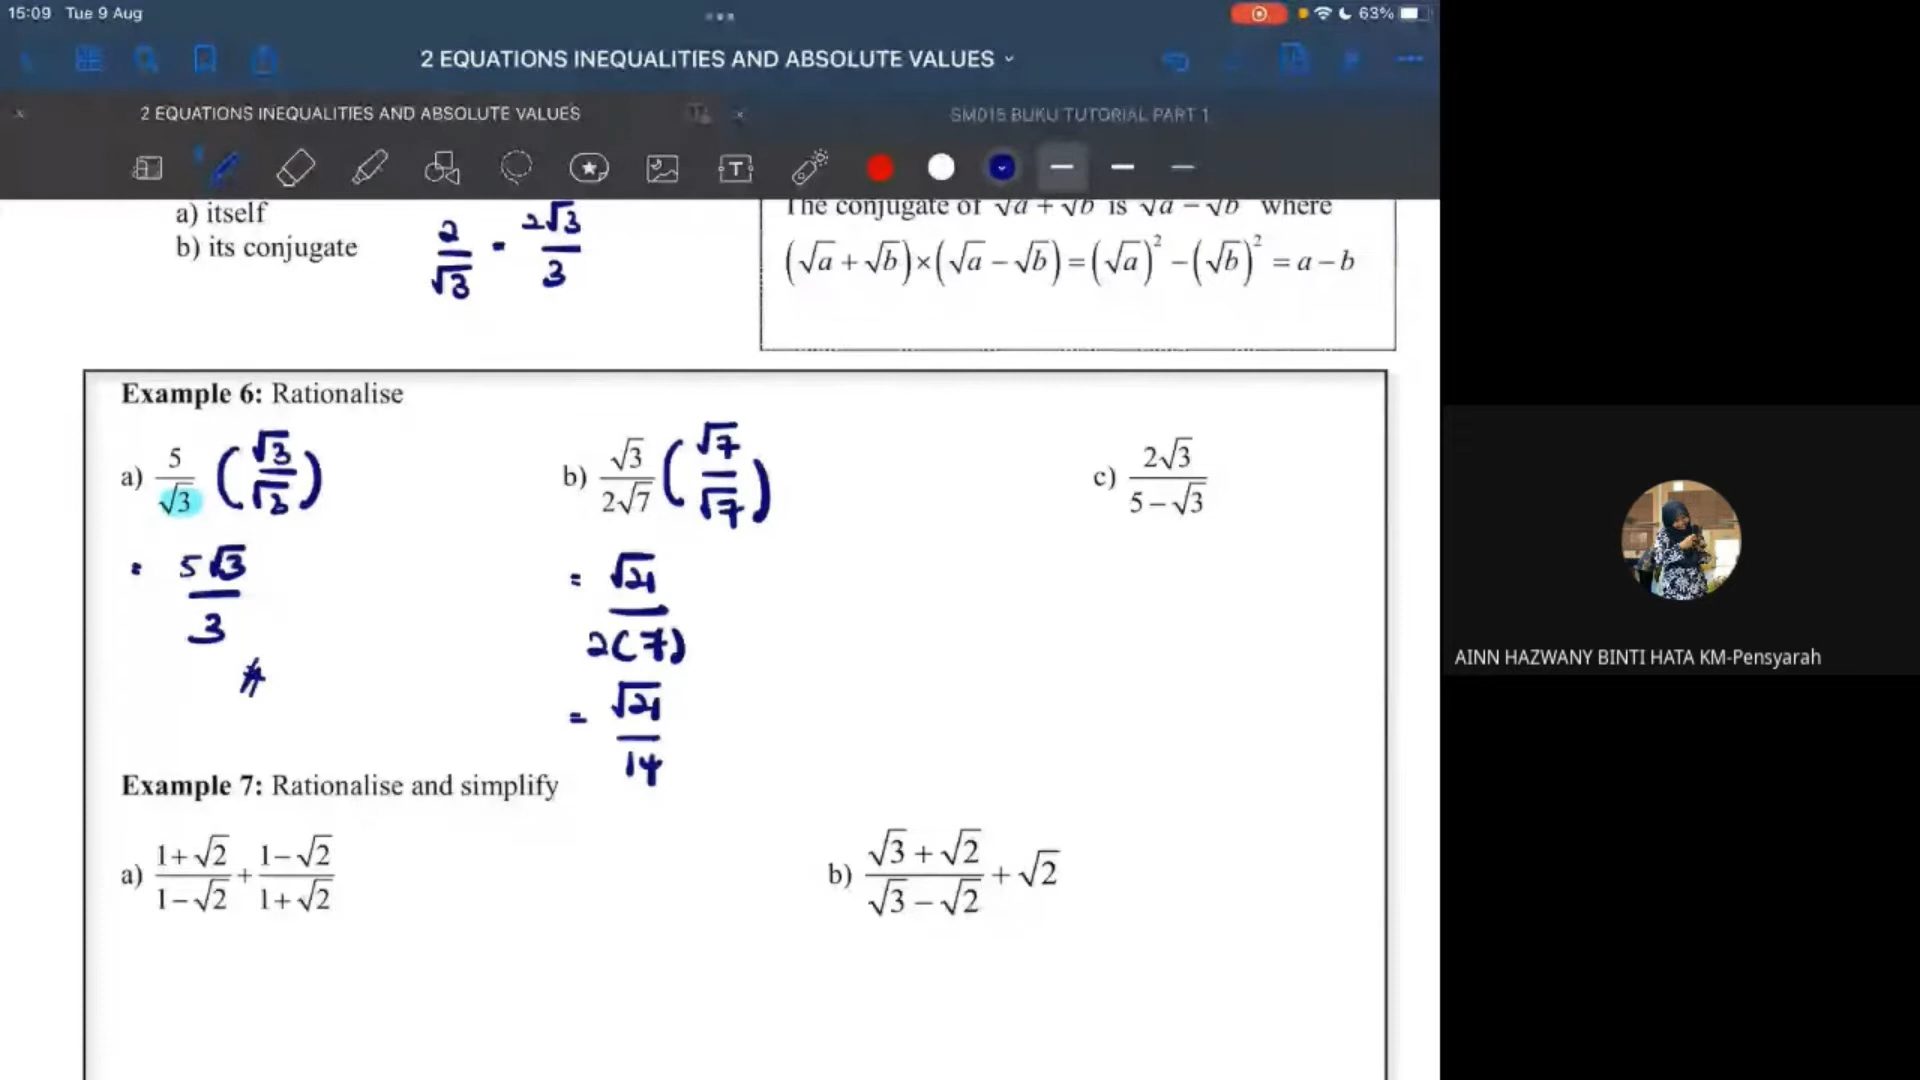 15:09 Tue 9 Aug
63%
2 EQUATIONS INEQUALITIES AND ABSOLUTE VALUES
2 EQUATIONS INEQUALITIES AND ABSOLUTE VALUES
SM015 BUKU TUTORIAL PART 1
T
a) itself
b) its conjugate
2/√3 = 2√3/3
The conjugate of √a + √b is √a − √b where
(√a + √b)×(√a − √b) = (√a)² − (√b)² = a − b
Example 6: Rationalise
a) 5/√3 (√3/√3)
= 5√3/3
b) √3/2√7 (√7/√7)
= √21/2(7)
= √21/14
c) 2√3/5 − √3
Example 7: Rationalise and simplify
a) 1+√2/1−√2 + 1−√2/1+√2
b) √3+√2/√3−√2 + √2
AINN HAZWANY BINTI HATA KM-Pensyarah